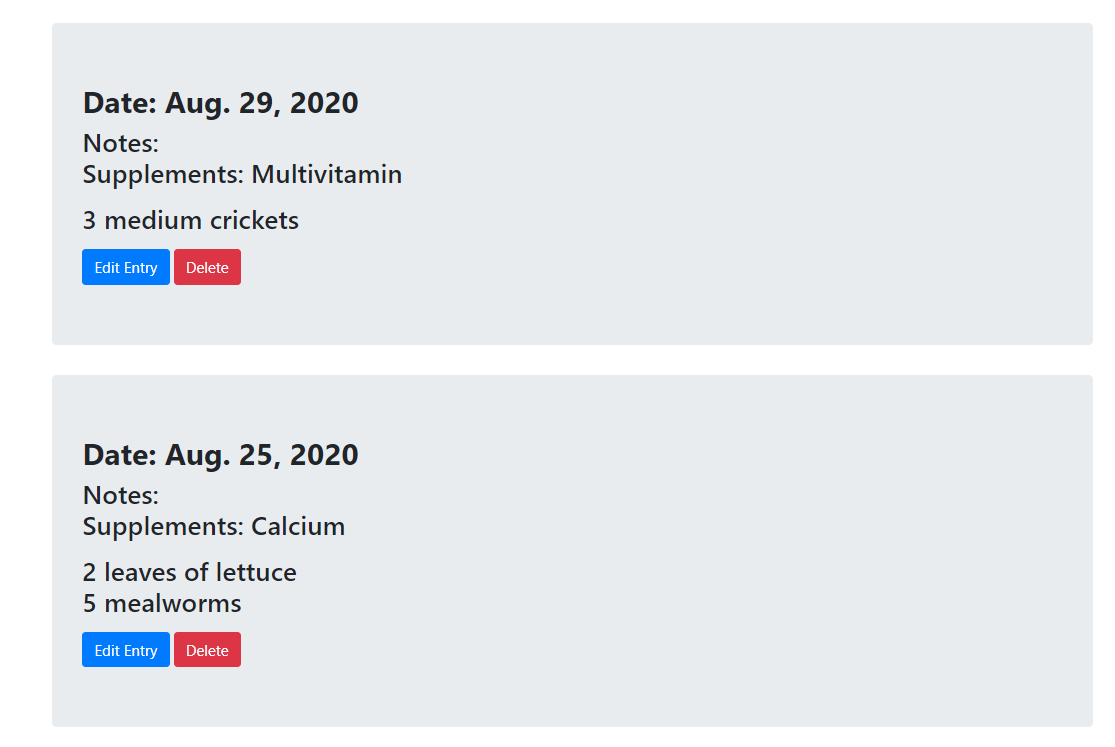 Date: Aug. 29, 2020
Notes:
Supplements: Multivitamin
3 medium crickets
Edit Entry Delete
Date: Aug. 25, 2020
Notes:
Supplements: Calcium
2 leaves of lettuce
5 mealworms
Edit Entry Delete